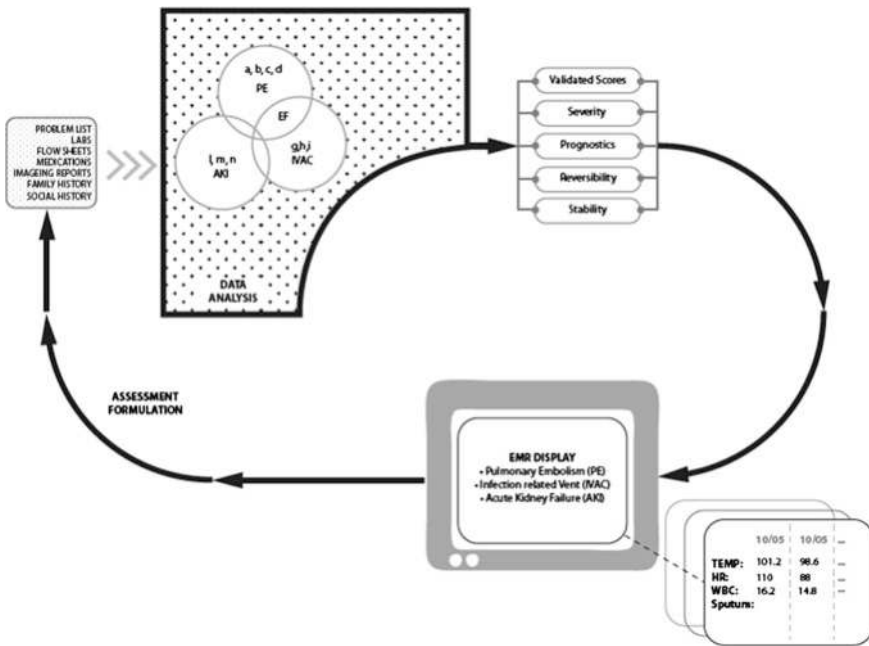 PROBLEM LIST
LABS
FLOW SHEETS
MEDICATIONS
IMAGEING REPORTS
FAMILY HISTORY
SOCIAL HISTORY
a, b, c, d
PE
EF
g,h,i
IVAC
l, m, n
AKI
DATA
ANALYSIS
Validated Scores
Severity
Prognostics
Reversibility
Stability
ASSESSMENT
FORMULATION
EMR DISPLAY
• Pulmonary Embolism (PE)
• Infection related Vent (IVAC)
• Acute Kidney Failure (AKI)
10/05 10/05 --
TEMP: 101.2 98.6 --
HR: 110 88 --
WBC: 16.2 14.8 --
Sputum: